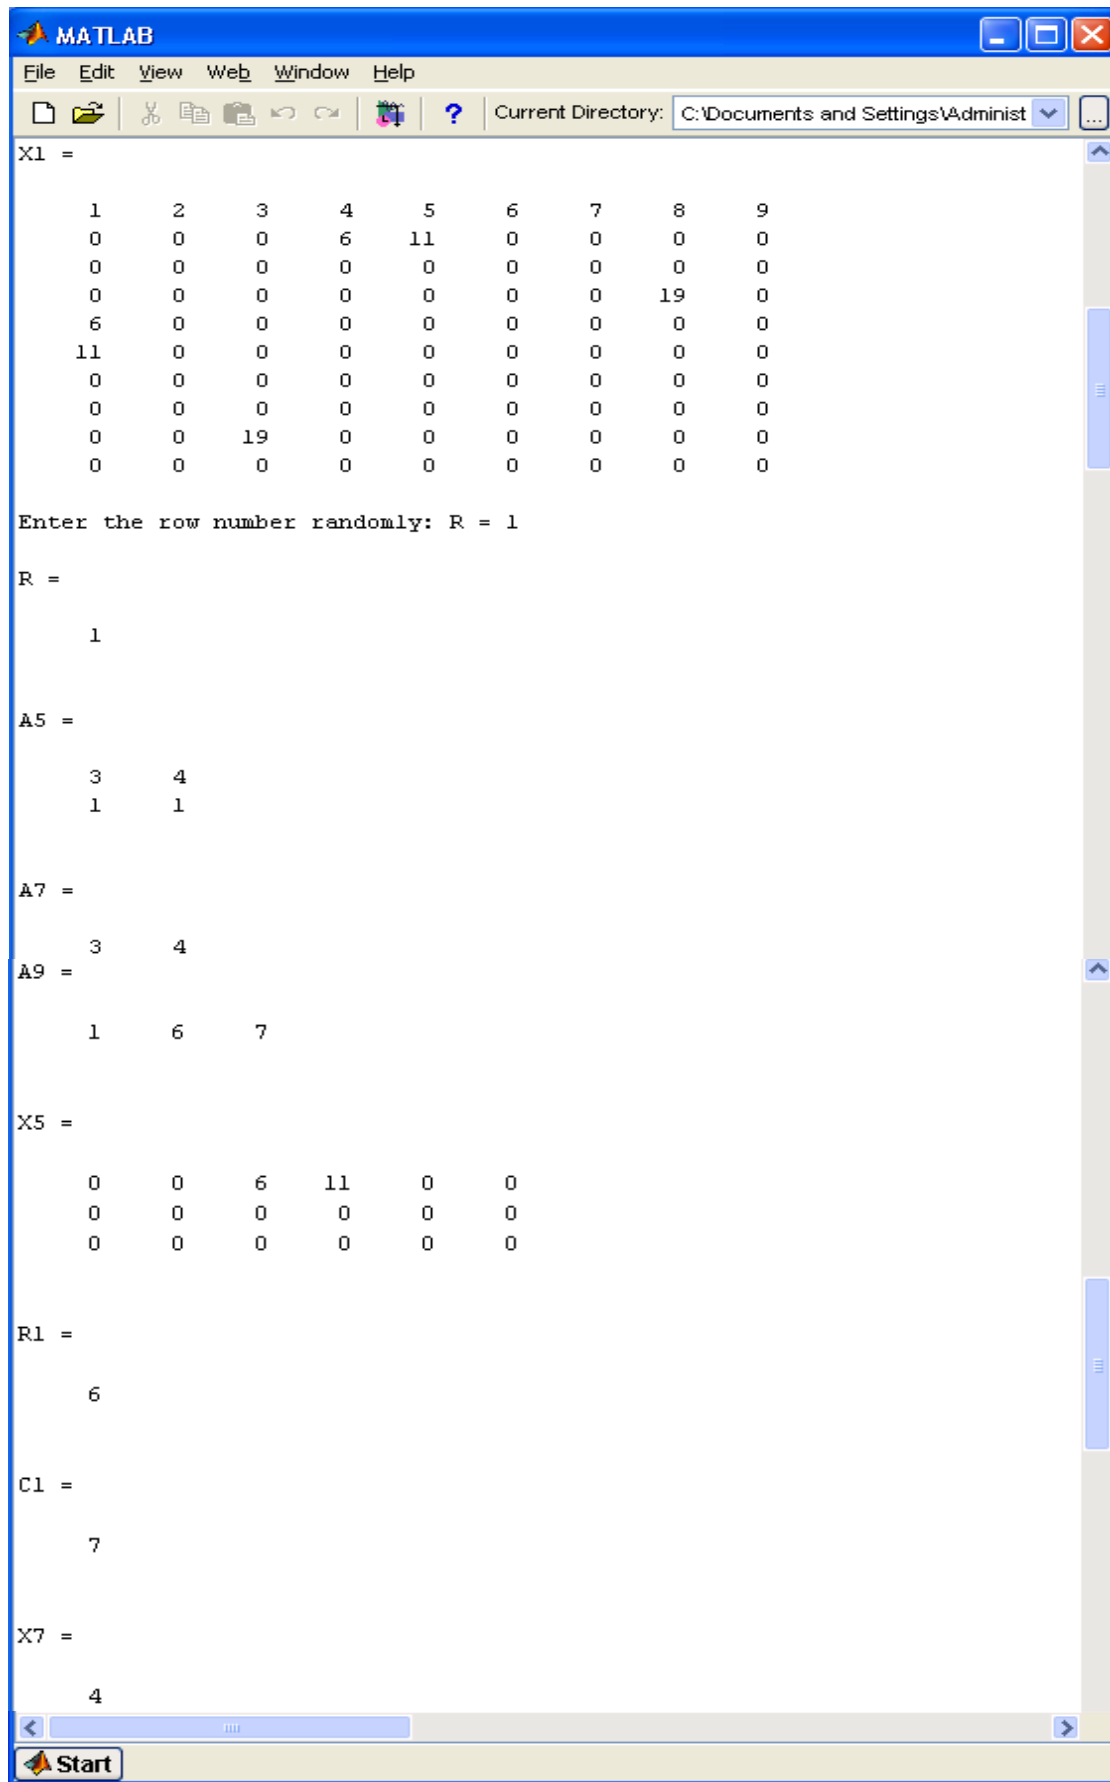 MATLAB
File Edit View Web Window Help
? Current Directory: C:\Documents and Settings\Administ ...
X1 =
1 2 3 4 5 6 7 8 9
0 0 0 6 11 0 0 0 0
0 0 0 0 0 0 0 0 0
0 0 0 0 0 0 0 19 0
6 0 0 0 0 0 0 0 0
11 0 0 0 0 0 0 0 0
0 0 0 0 0 0 0 0 0
0 0 0 0 0 0 0 0 0
0 0 19 0 0 0 0 0 0
0 0 0 0 0 0 0 0 0
Enter the row number randomly: R = 1
R =
1
A5 =
3 4
1 1
A7 =
3 4
A9 =
1 6 7
X5 =
0 0 6 11 0 0
0 0 0 0 0 0
0 0 0 0 0 0
R1 =
6
C1 =
7
X7 =
4
Start